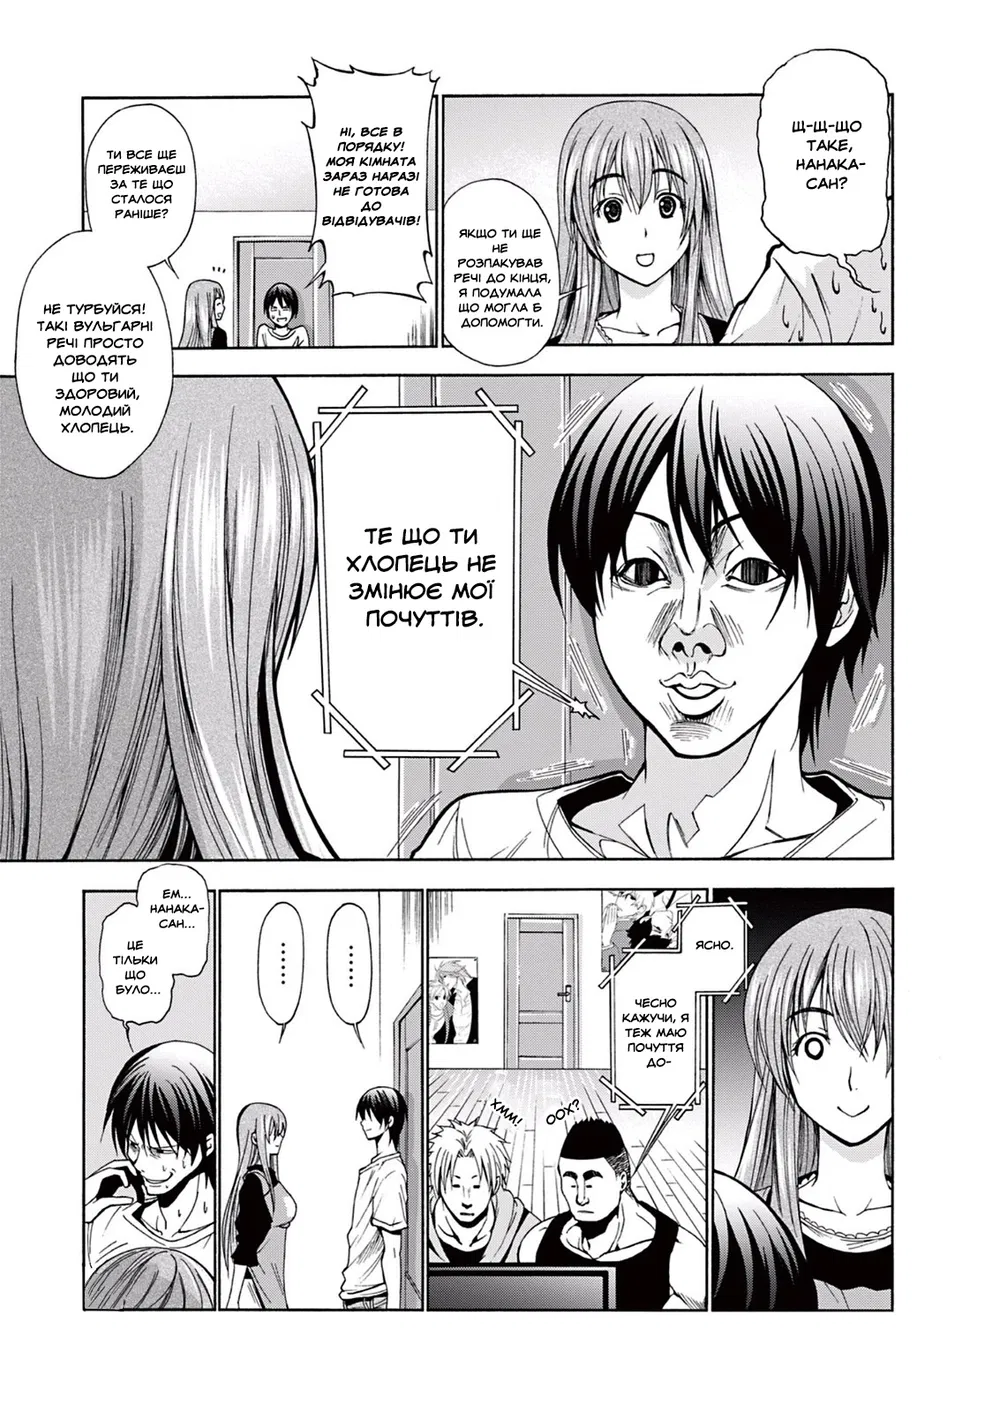 Щ-Щ-ЩО
ТАКЕ,
НАНАКА-
САН?
ЯКЩО ТИ ЩЕ
НЕ
РОЗПАКУВАВ
РЕЧІ ДО КІНЦЯ,
Я ПОДУМАЛА
ЩО МОГЛА Б
ДОПОМОГТИ.
НІ, ВСЕ В
ПОРЯДКУ!
МОЯ КІМНАТА
ЗАРАЗ НАРАЗІ
НЕ ГОТОВА
ДО
ВІДВІДУВАЧІВ!
ТИ ВСЕ ЩЕ
ПЕРЕЖИВАЄШ
ЗА ТЕ ЩО
СТАЛОСЯ
РАНІШЕ?
НЕ ТУРБУЙСЯ!
ТАКІ ВУЛЬГАРНІ
РЕЧІ ПРОСТО
ДОВОДЯТЬ
ЩО ТИ
ЗДОРОВИЙ,
МОЛОДИЙ
ХЛОПЕЦЬ.
ТЕ ЩО ТИ
ХЛОПЕЦЬ НЕ
ЗМІНЮЄ МОЇ
ПОЧУТТІВ.
ЯСНО.
ЧЕСНО
КАЖУЧИ, Я
ТЕЖ МАЮ
ПОЧУТТЯ
ДО-
ООХ?
ХММ!
ЕМ...
НАНАКА-
САН...
ЦЕ
ТІЛЬКИ
ЩО
БУЛО...